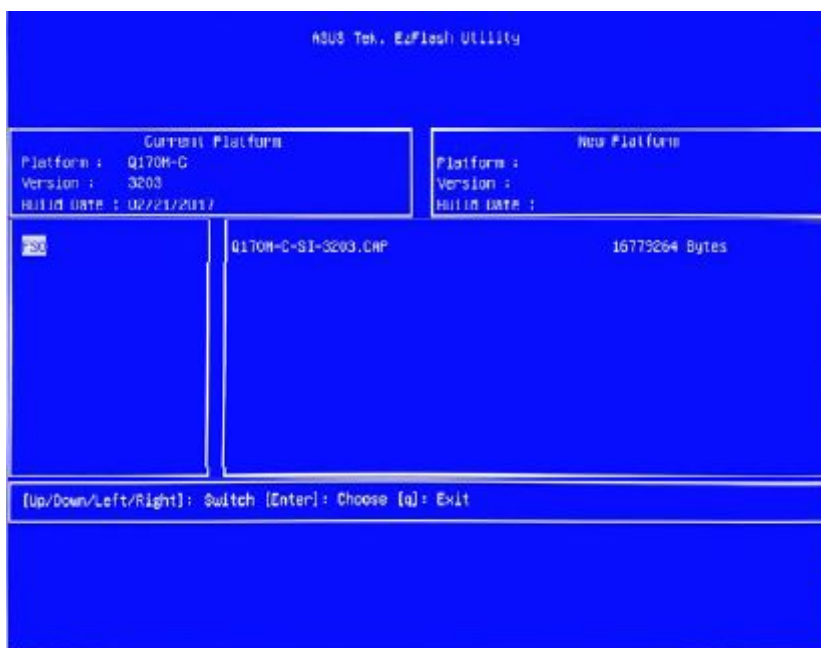 ASUS Tek. EzFlash Utility
Current Platform
Platform : Q170M-C
Version : 3203
Build Date : 02/21/2017
New Platform
Platform :
Version :
Build Date :
FS0
Q170M-C-SI-3203.CAP 16779264 Bytes
[Up/Down/Left/Right]: Switch [Enter]: Choose [q]: Exit